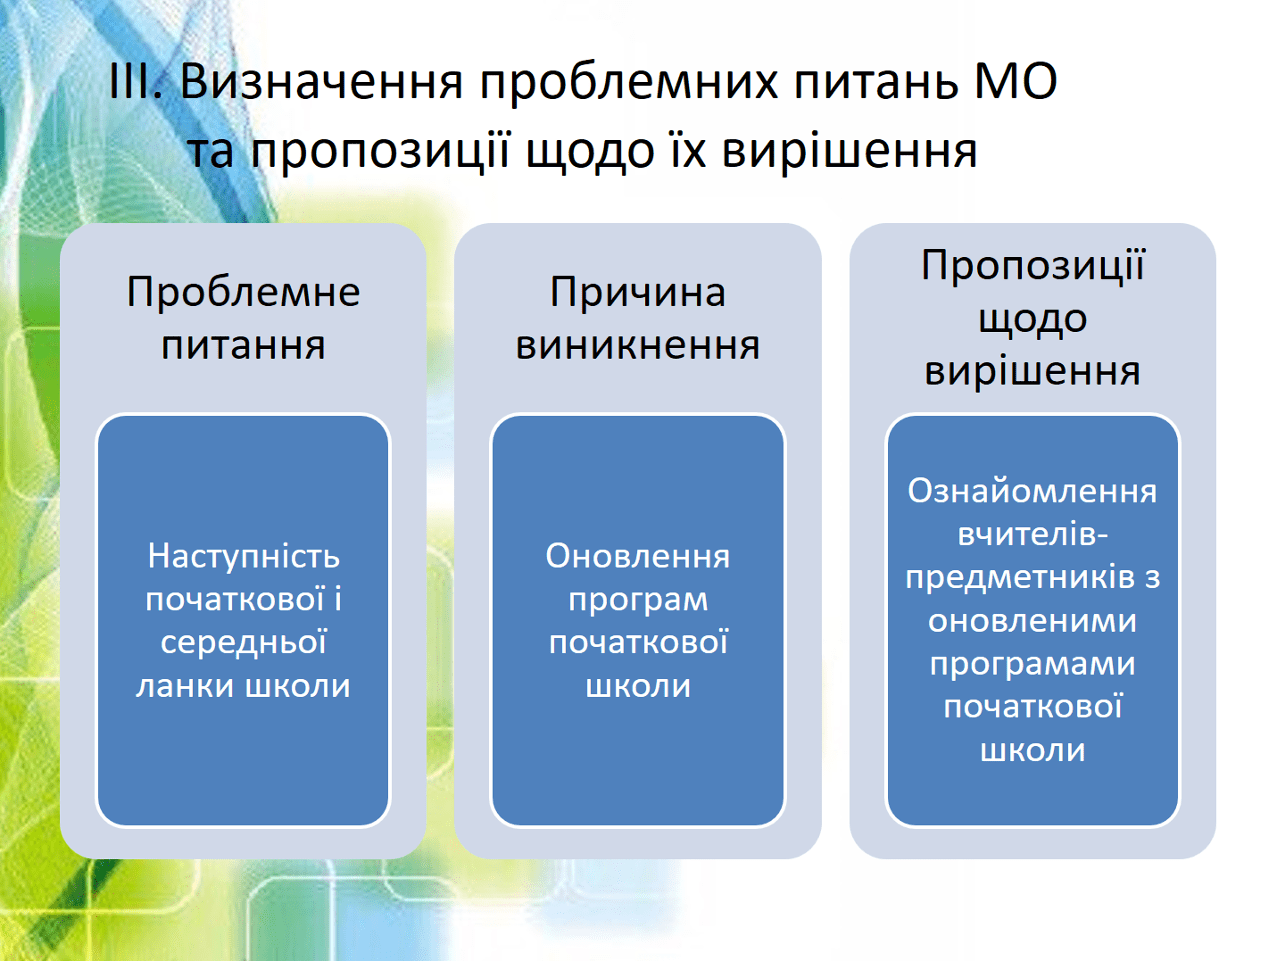 III. Визначення проблемних питань МО
та пропозиції щодо їх вирішення
Проблемне
питання
Наступність
початкової і
середньої
ланки школи
Причина
виникнення
Оновлення
програм
початкової
школи
Пропозиції
щодо
вирішення
Ознайомлення
вчителів-
предметників з
оновленими
програмами
початкової
школи